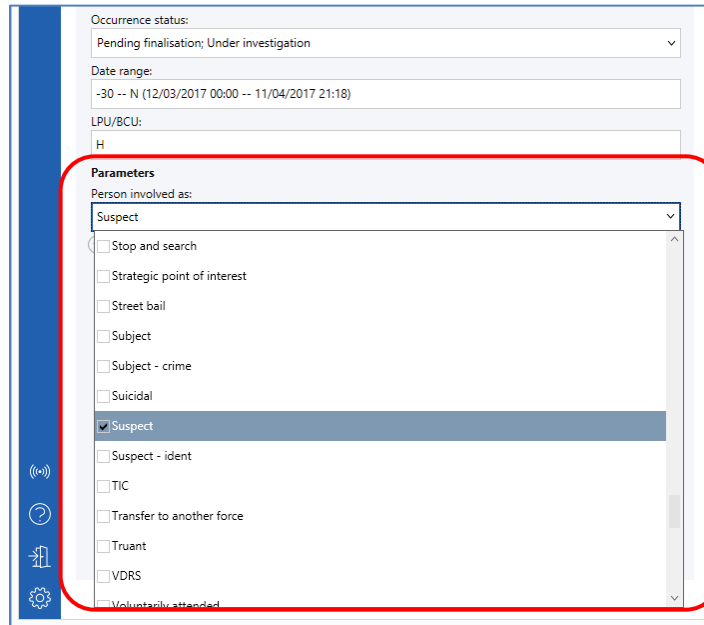 Occurrence status:
Pending finalisation; Under investigation
Date range:
-30 -- N (12/03/2017 00:00 -- 11/04/2017 21:18)
LPU/BCU:
H
Parameters
Person involved as:
Suspect
Stop and search
Strategic point of interest
Street bail
Subject
Subject - crime
Suicidal
Suspect
Suspect - ident
TIC
Transfer to another force
Truant
VDRS
Voluntarily attended